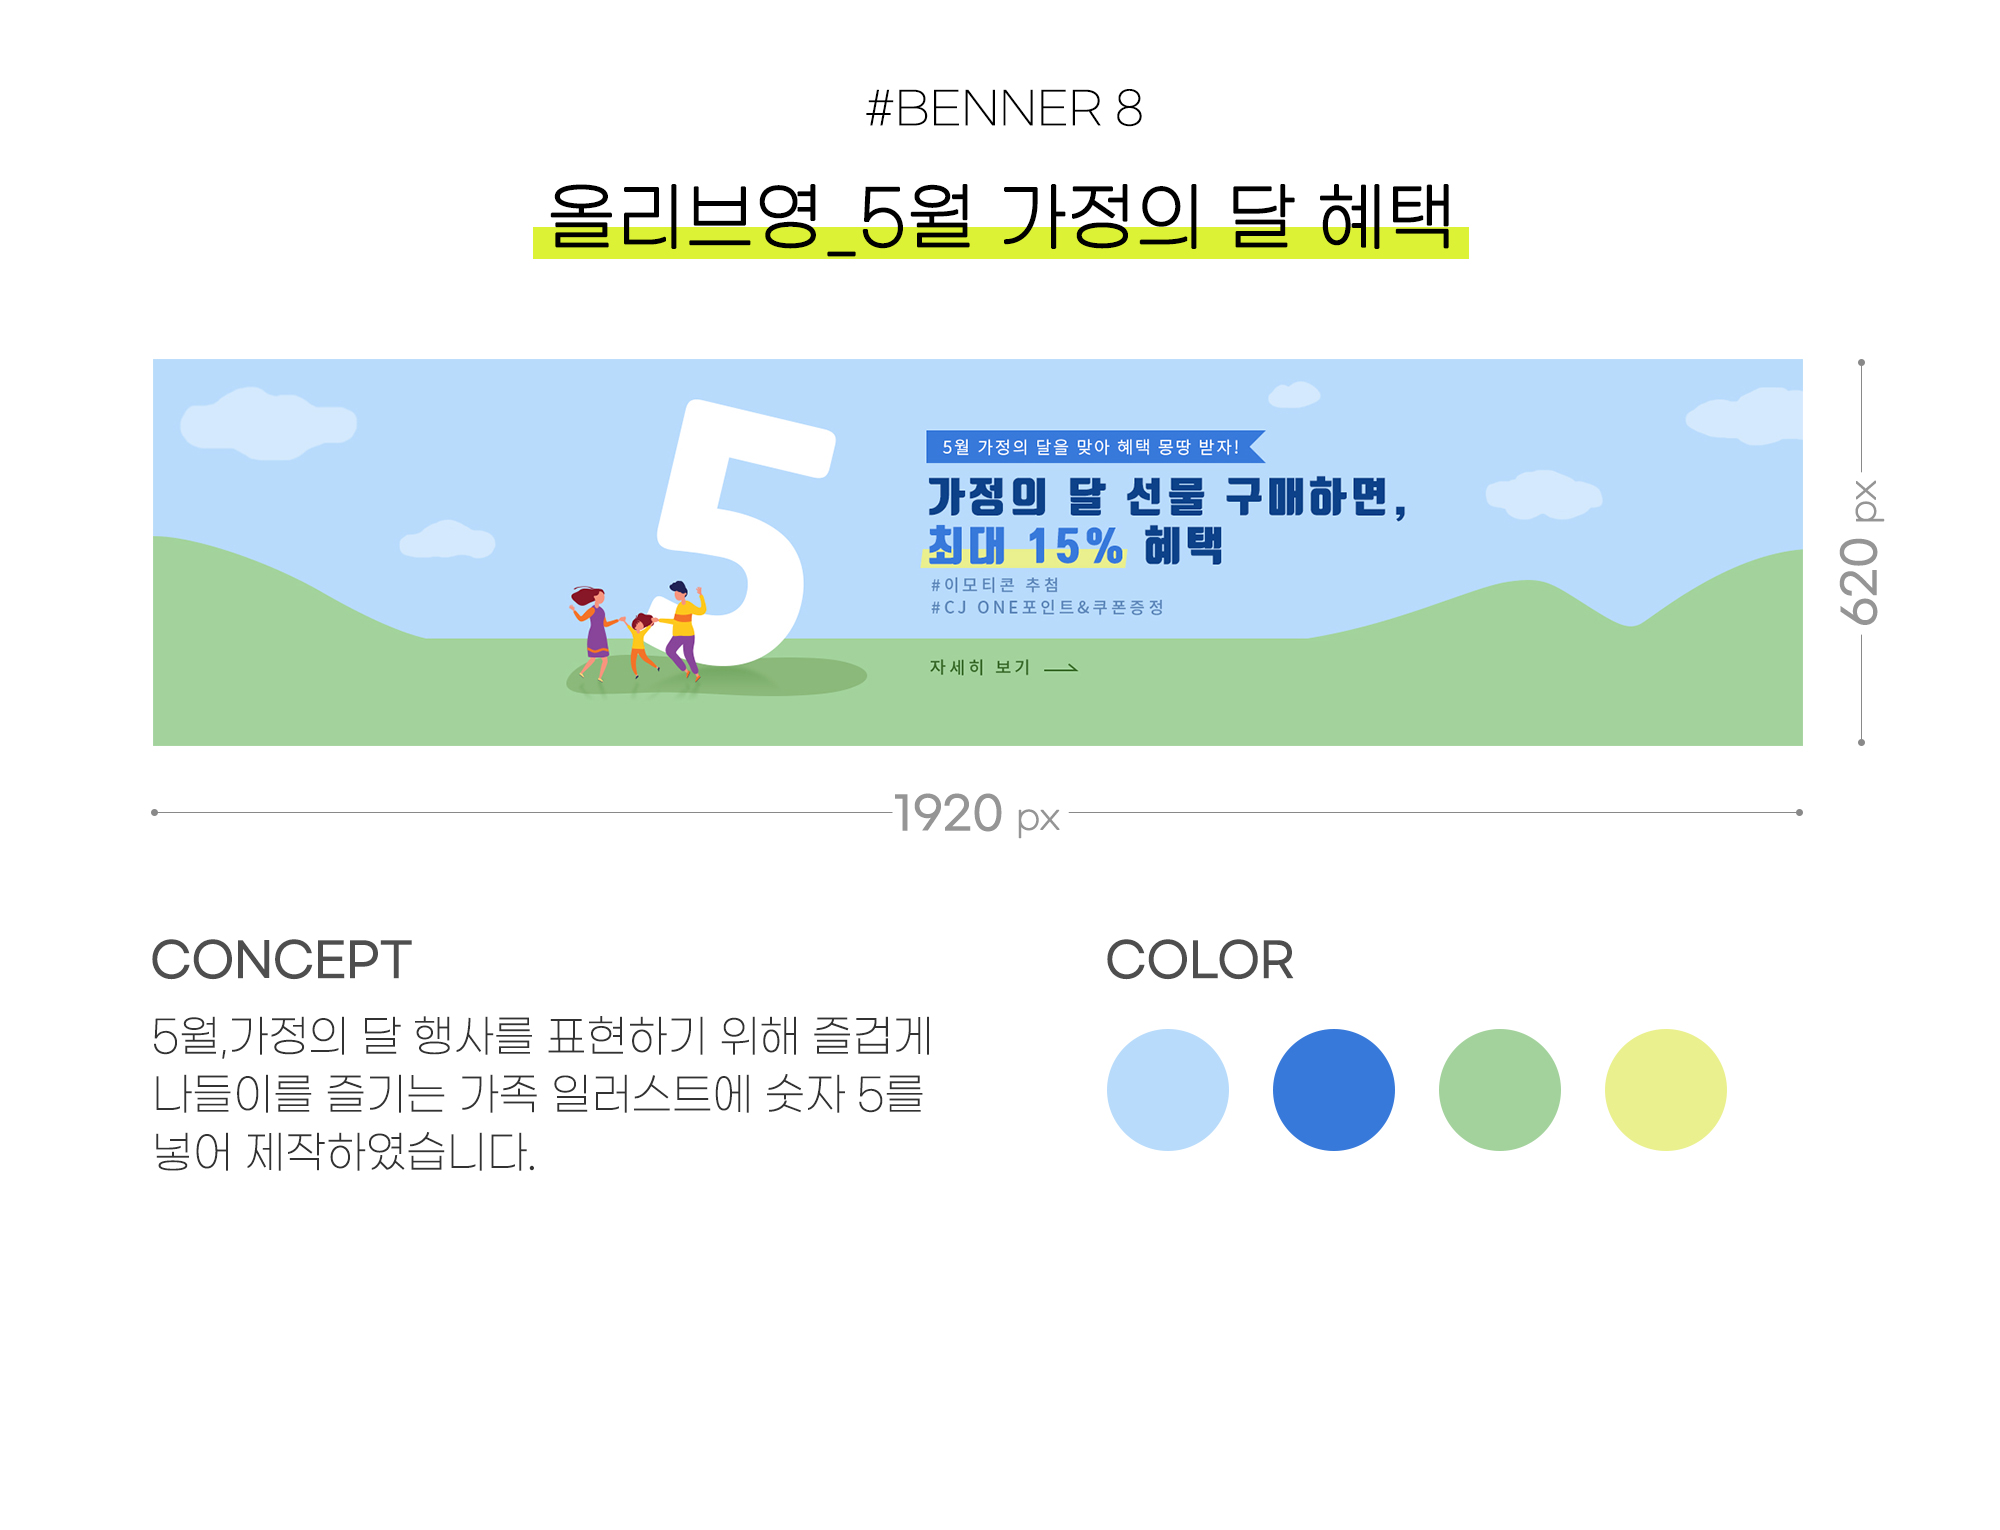 #BENNER 8
올리브영_5월 가정의 달 혜택
5
5월 가정의 달을 맞아 혜택 몽땅 받자!
가정의 달 선물 구매하면,
최대 15% 혜택
#이모티콘 추첨
#CJ ONE포인트&쿠폰증정
자세히 보기
620 px
1920 px
CONCEPT
5월,가정의 달 행사를 표현하기 위해 즐겁게
나들이를 즐기는 가족 일러스트에 숫자 5를
넣어 제작하였습니다.
COLOR